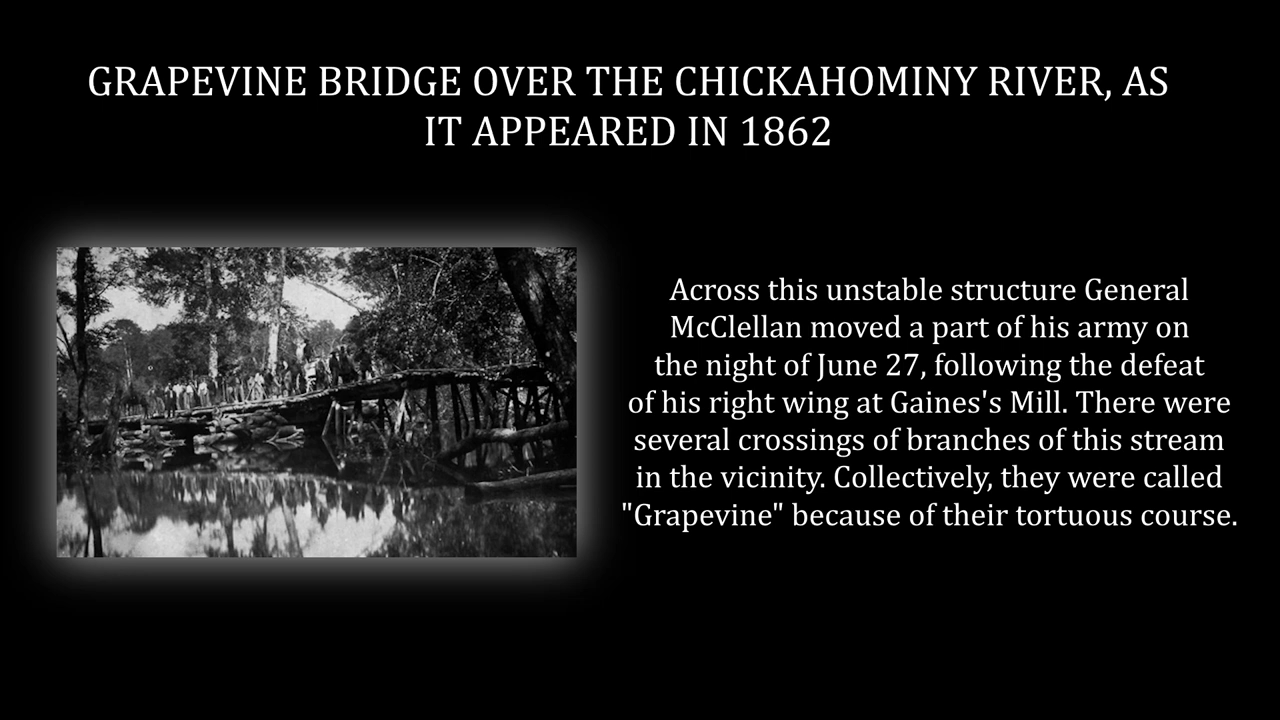 GRAPEVINE BRIDGE OVER THE CHICKAHOMINY RIVER, AS
IT APPEARED IN 1862
Across this unstable structure General
McClellan moved a part of his army on
the night of June 27, following the defeat
of his right wing at Gaines's Mill. There were
several crossings of branches of this stream
in the vicinity. Collectively, they were called
"Grapevine" because of their tortuous course.